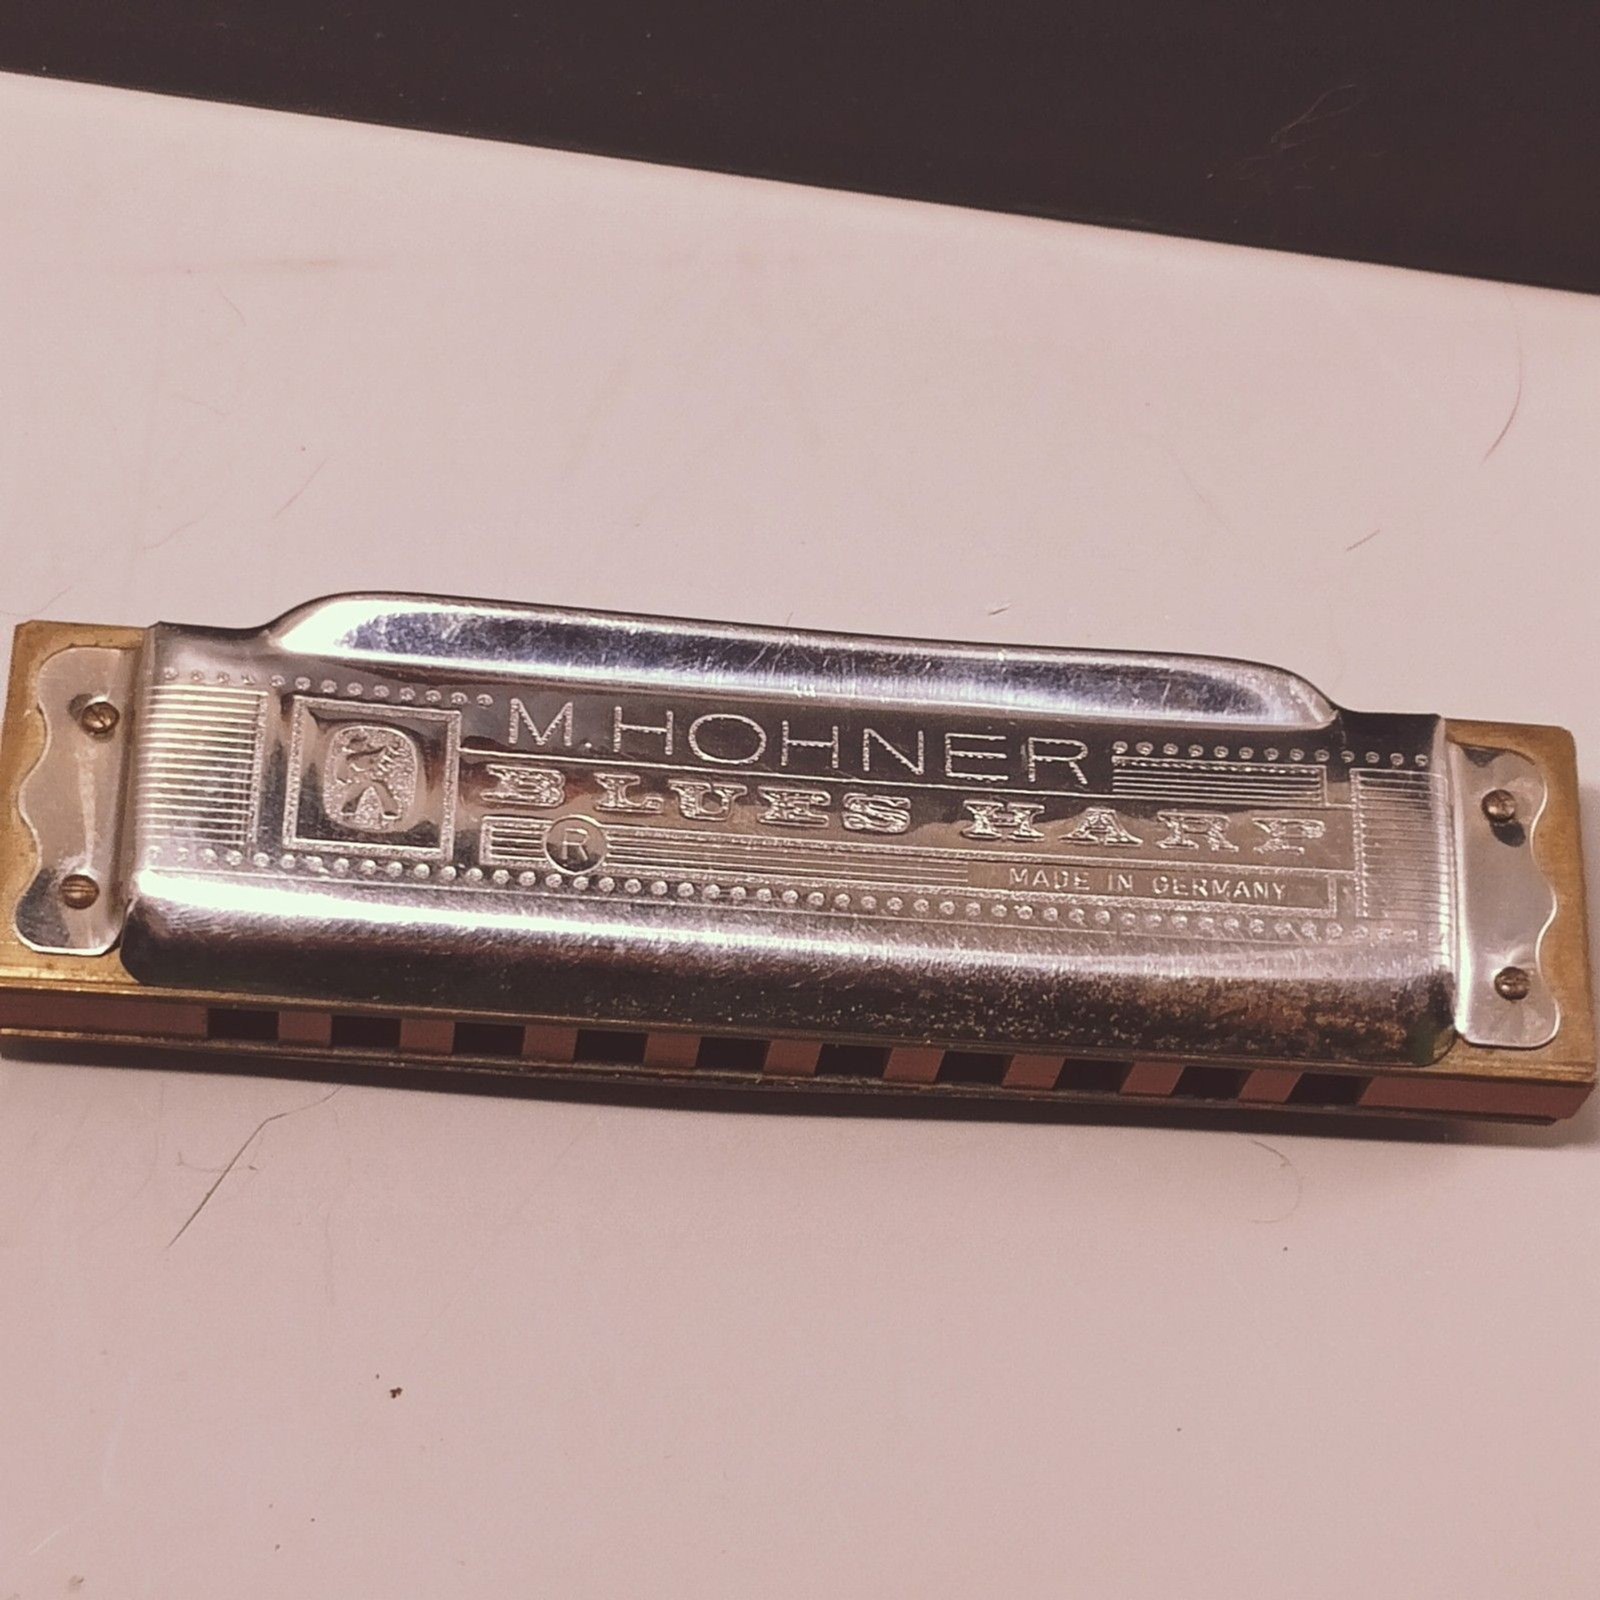 M. HOHNER
BLUES HARP
R
MADE IN GERMANY